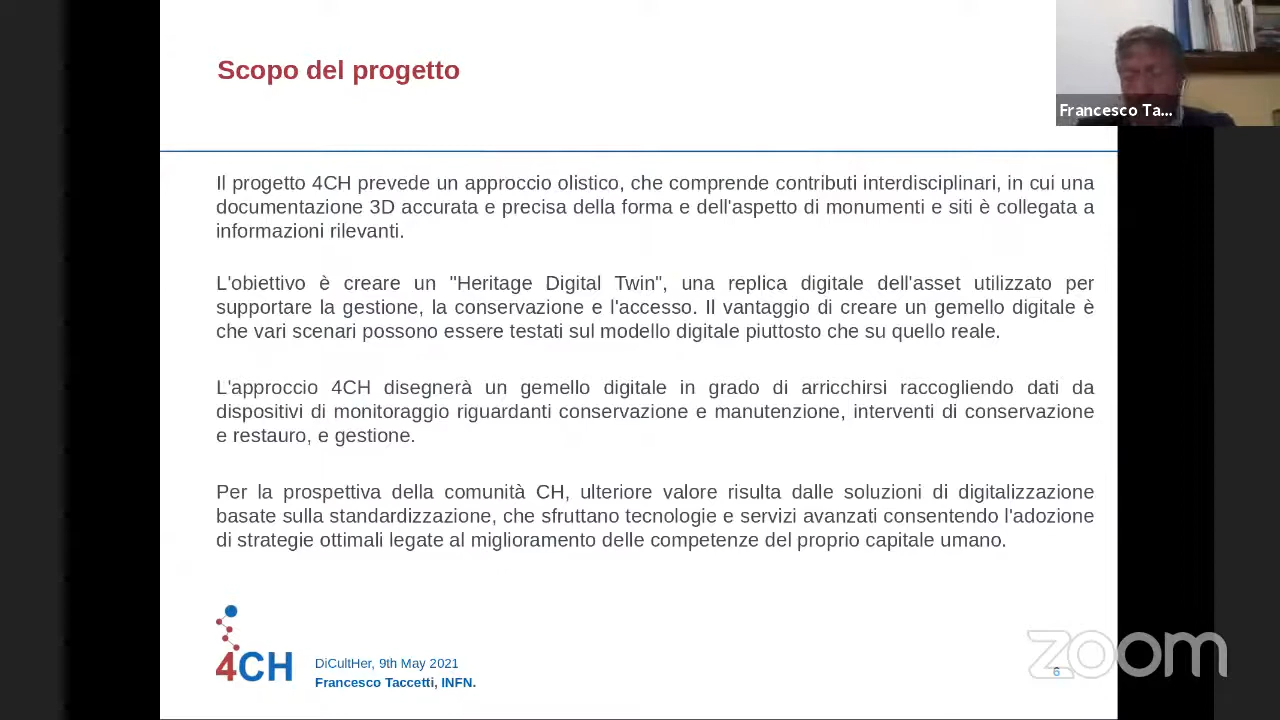 Scopo del progetto
Francesco Ta...
Il progetto 4CH prevede un approccio olistico, che comprende contributi interdisciplinari, in cui una
documentazione 3D accurata e precisa della forma e dell'aspetto di monumenti e siti è collegata a
informazioni rilevanti.
L'obiettivo è creare un "Heritage Digital Twin", una replica digitale dell'asset utilizzato per
supportare la gestione, la conservazione e l'accesso. Il vantaggio di creare un gemello digitale è
che vari scenari possono essere testati sul modello digitale piuttosto che su quello reale.
L'approccio 4CH disegnerà un gemello digitale in grado di arricchirsi raccogliendo dati da
dispositivi di monitoraggio riguardanti conservazione e manutenzione, interventi di conservazione
e restauro, e gestione.
Per la prospettiva della comunità CH, ulteriore valore risulta dalle soluzioni di digitalizzazione
basate sulla standardizzazione, che sfruttano tecnologie e servizi avanzati consentendo l'adozione
di strategie ottimali legate al miglioramento delle competenze del proprio capitale umano.
4CH
DiCultHer, 9th May 2021
Francesco Taccetti, INFN.
6
zoom